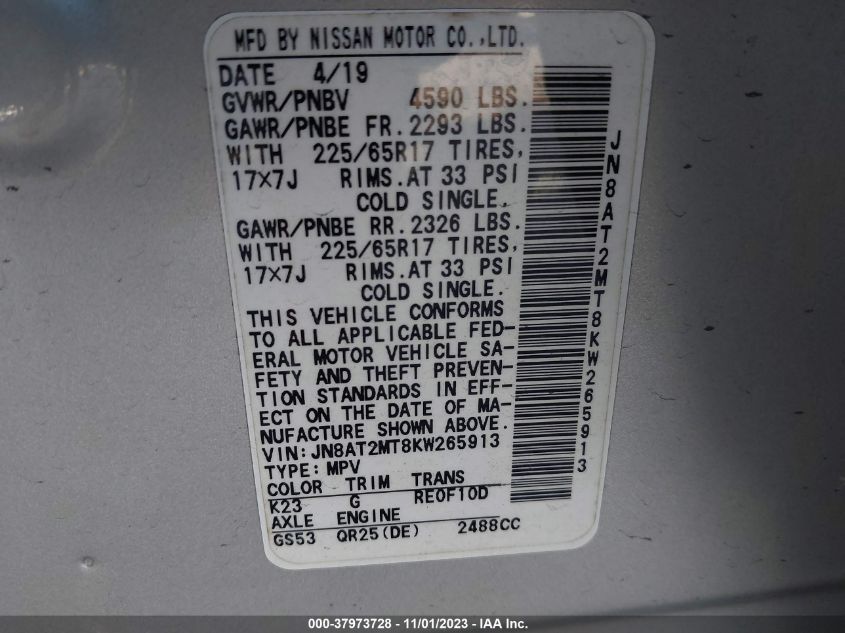 MFD BY NISSAN MOTOR CO.,LTD.
DATE 4/19
GVWR/PNBV 4590 LBS.
GAWR/PNBE FR. 2293 LBS.
WITH 225/65R17 TIRES,
17×7J RIMS.AT 33 PSI
COLD SINGLE.
GAWR/PNBE RR. 2326 LBS.
WITH 225/65R17 TIRES,
17×7J RIMS.AT 33 PSI
COLD SINGLE.
THIS VEHICLE CONFORMS
TO ALL APPLICABLE FED-
ERAL MOTOR VEHICLE SA-
FETY AND THEFT PREVEN-
TION STANDARDS IN EFF-
ECT ON THE DATE OF MA-
NUFACTURE SHOWN ABOVE.
VIN: JN8AT2MT8KW265913
TYPE: MPV
COLOR TRIM TRANS
K23 G RE0F10D
AXLE ENGINE
GS53 QR25(DE) 2488CC
JN8AT2MT8KW265913
000-37973728 - 11/01/2023 - IAA Inc.